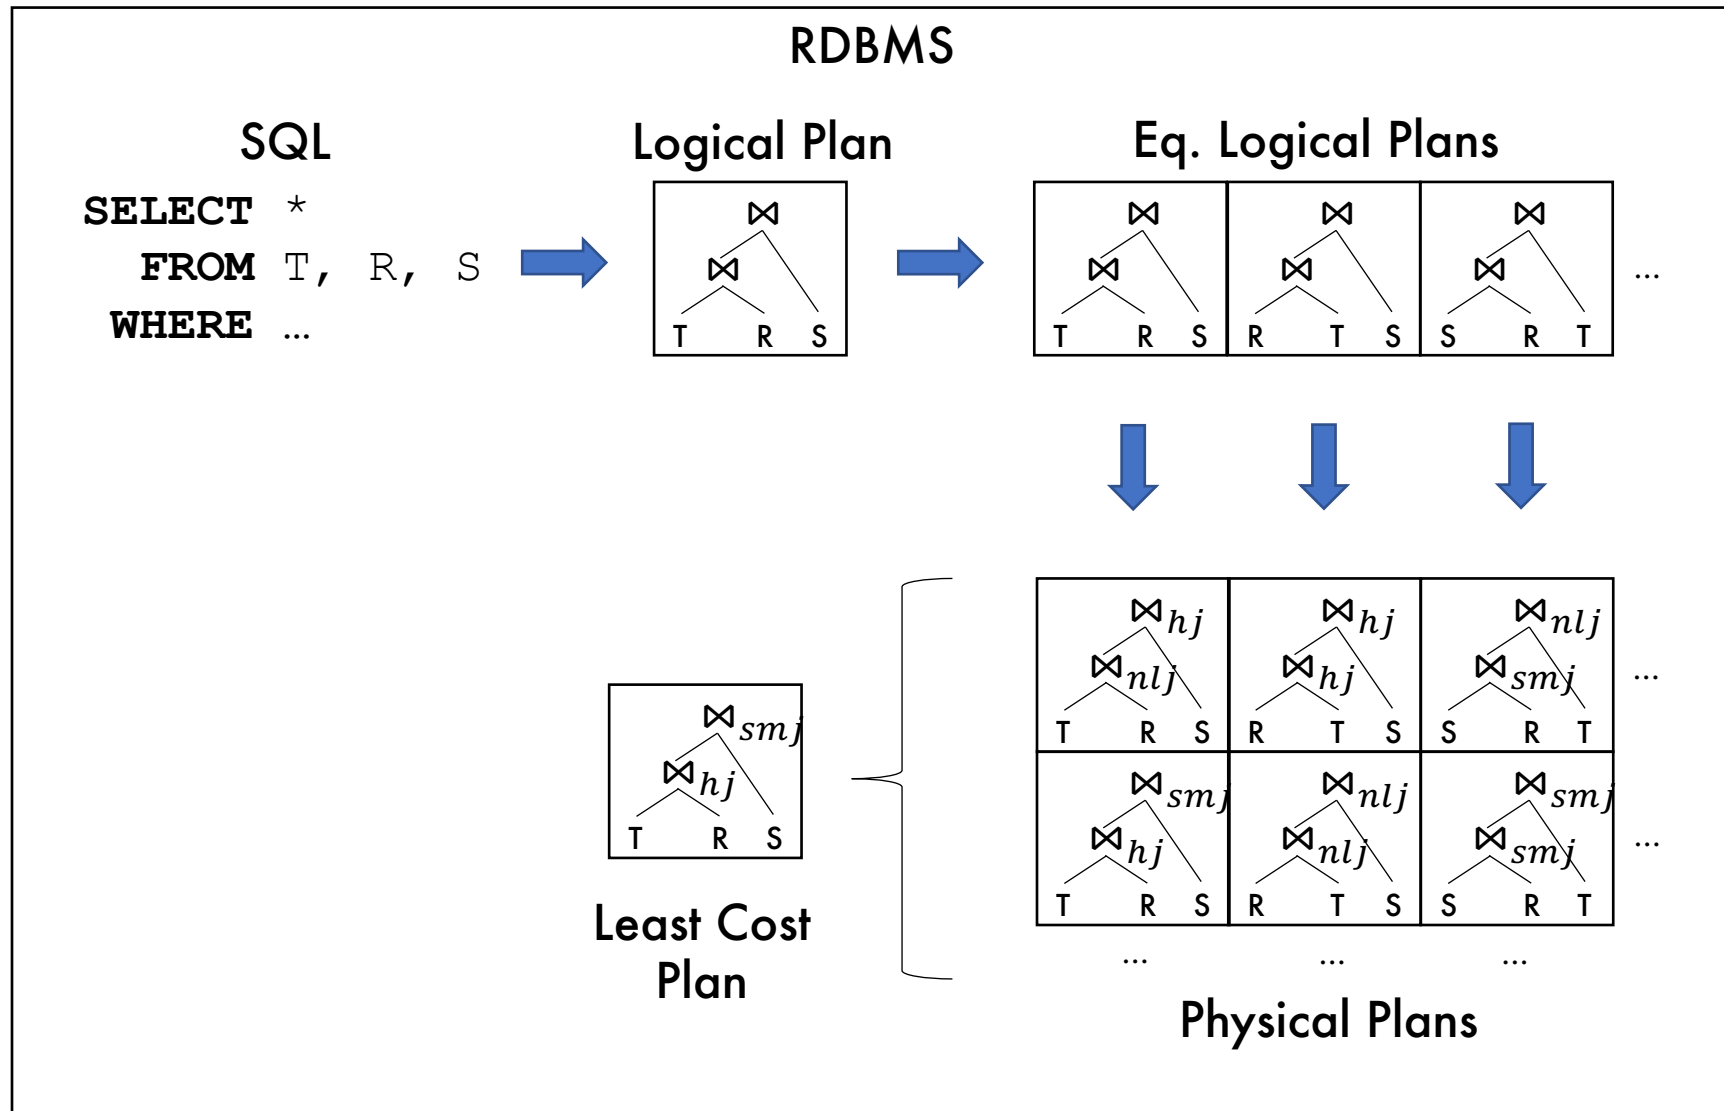 RDBMS
SQL
SELECT *
FROM T, R, S
WHERE …
Logical Plan
⋈
⋈
T R S
Eq. Logical Plans
⋈ ⋈ ⋈
⋈ ⋈ ⋈ …
T R S R T S S R T
⋈hj ⋈hj ⋈nlj
⋈nlj ⋈hj ⋈smj …
T R S R T S S R T
⋈smj ⋈nlj ⋈smj
⋈hj ⋈nlj ⋈smj …
T R S R T S S R T
… … …
Physical Plans
⋈smj
⋈hj
T R S
Least Cost
Plan